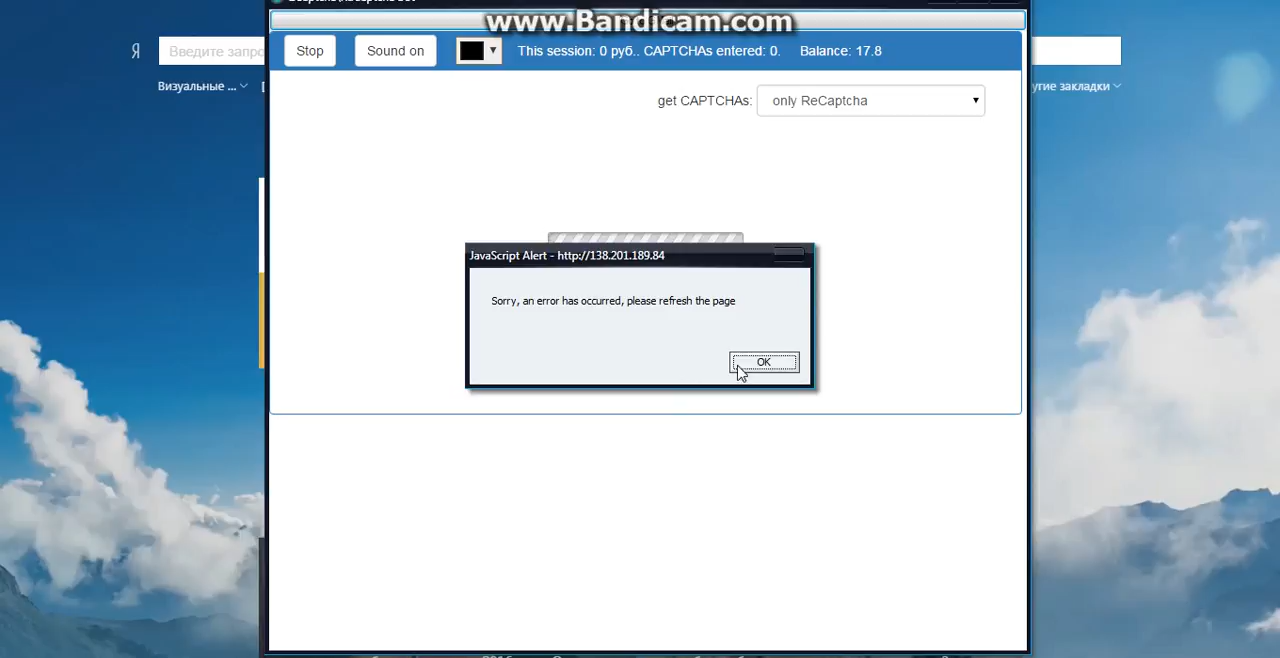 www.Bandicam.com
Я
Введите запро
Stop
Sound on
This session: 0 руб.. CAPTCHAs entered: 0.
Balance: 17.8
Визуальные ...
угие закладки
get CAPTCHAs:
only ReCaptcha
JavaScript Alert - http://138.201.189.84
Sorry, an error has occurred, please refresh the page
OK